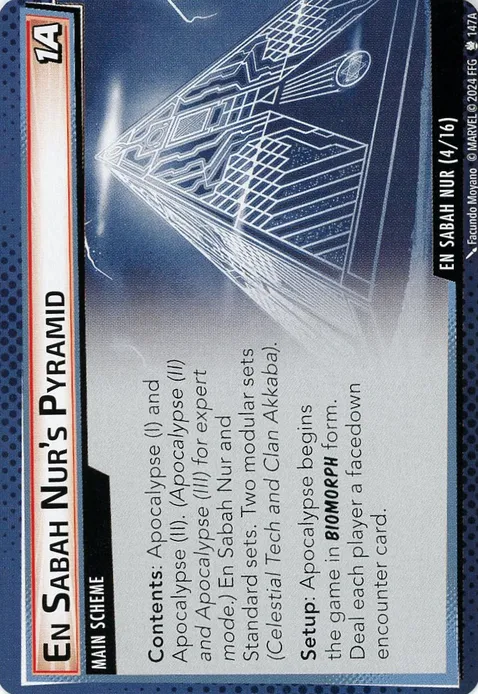 EN SABAH NUR'S PYRAMID
1A
MAIN SCHEME
Contents: Apocalypse (I) and
Apocalypse (II). (Apocalypse (II)
and Apocalypse (III) for expert
mode.) En Sabah Nur and
Standard sets. Two modular sets
(Celestial Tech and Clan Akkaba).
Setup: Apocalypse begins
the game in BIOMORPH form.
Deal each player a facedown
encounter card.
EN SABAH NUR (4/16)
Facundo Moyano © MARVEL © 2024 FFG 147A